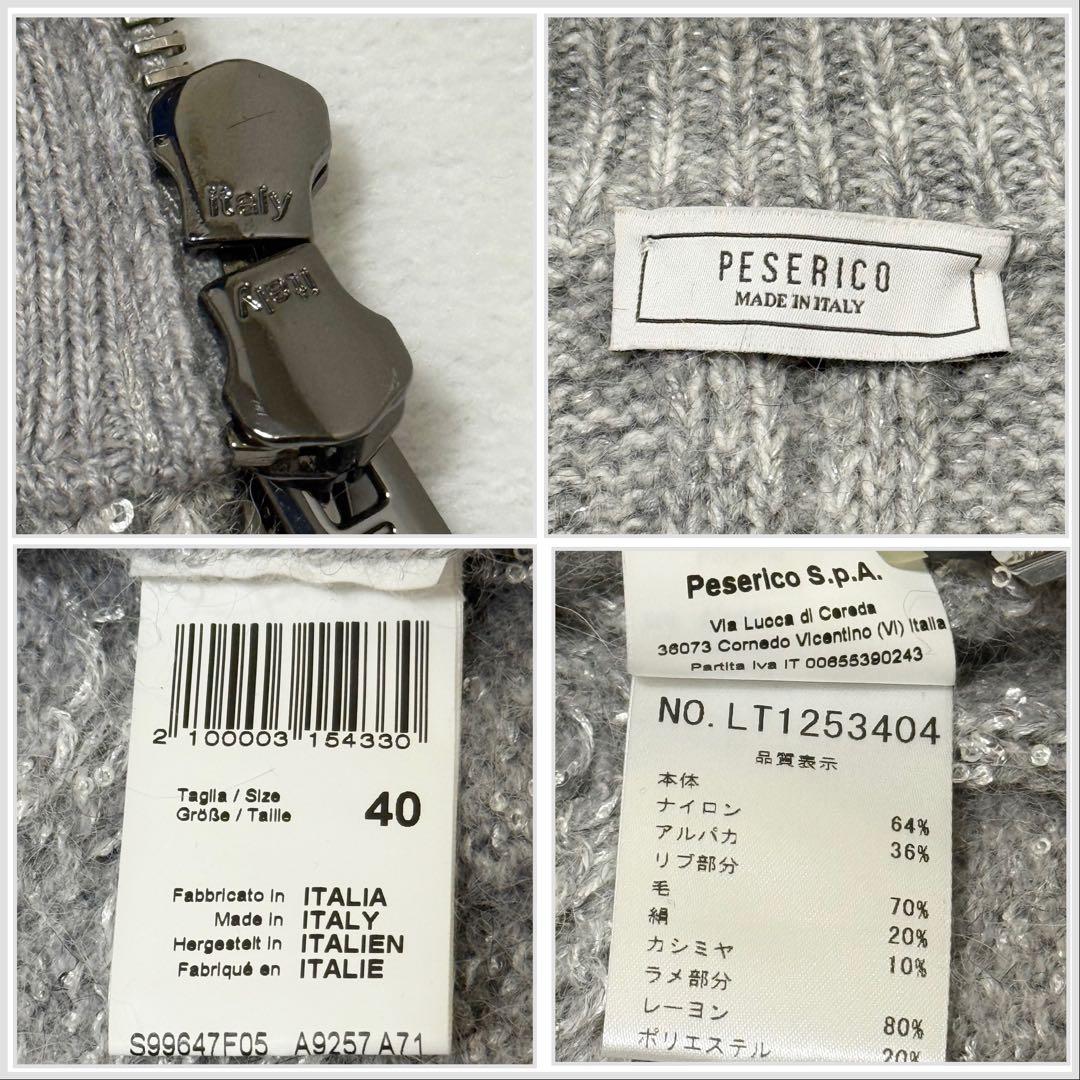 italy
italy
PESERICO
MADE IN ITALY
2 100003 154330
Taglia / Size
Größe / Taille
40
Fabbricato in ITALIA
Made in ITALY
Hergestelt in ITALIEN
Fabriqué en ITALIE
S99647F05 A9257 A71
Peserico S.p.A.
Via Lucca di Cereda
36073 Cornedo Vicentino (VI) Italia
Partita Iva IT 00655390243
NO. LT1253404
品質表示
本体
ナイロン 64%
アルパカ 36%
リブ部分
毛 70%
絹 20%
カシミヤ 10%
ラメ部分
レーヨン 80%
ポリエステル 20%